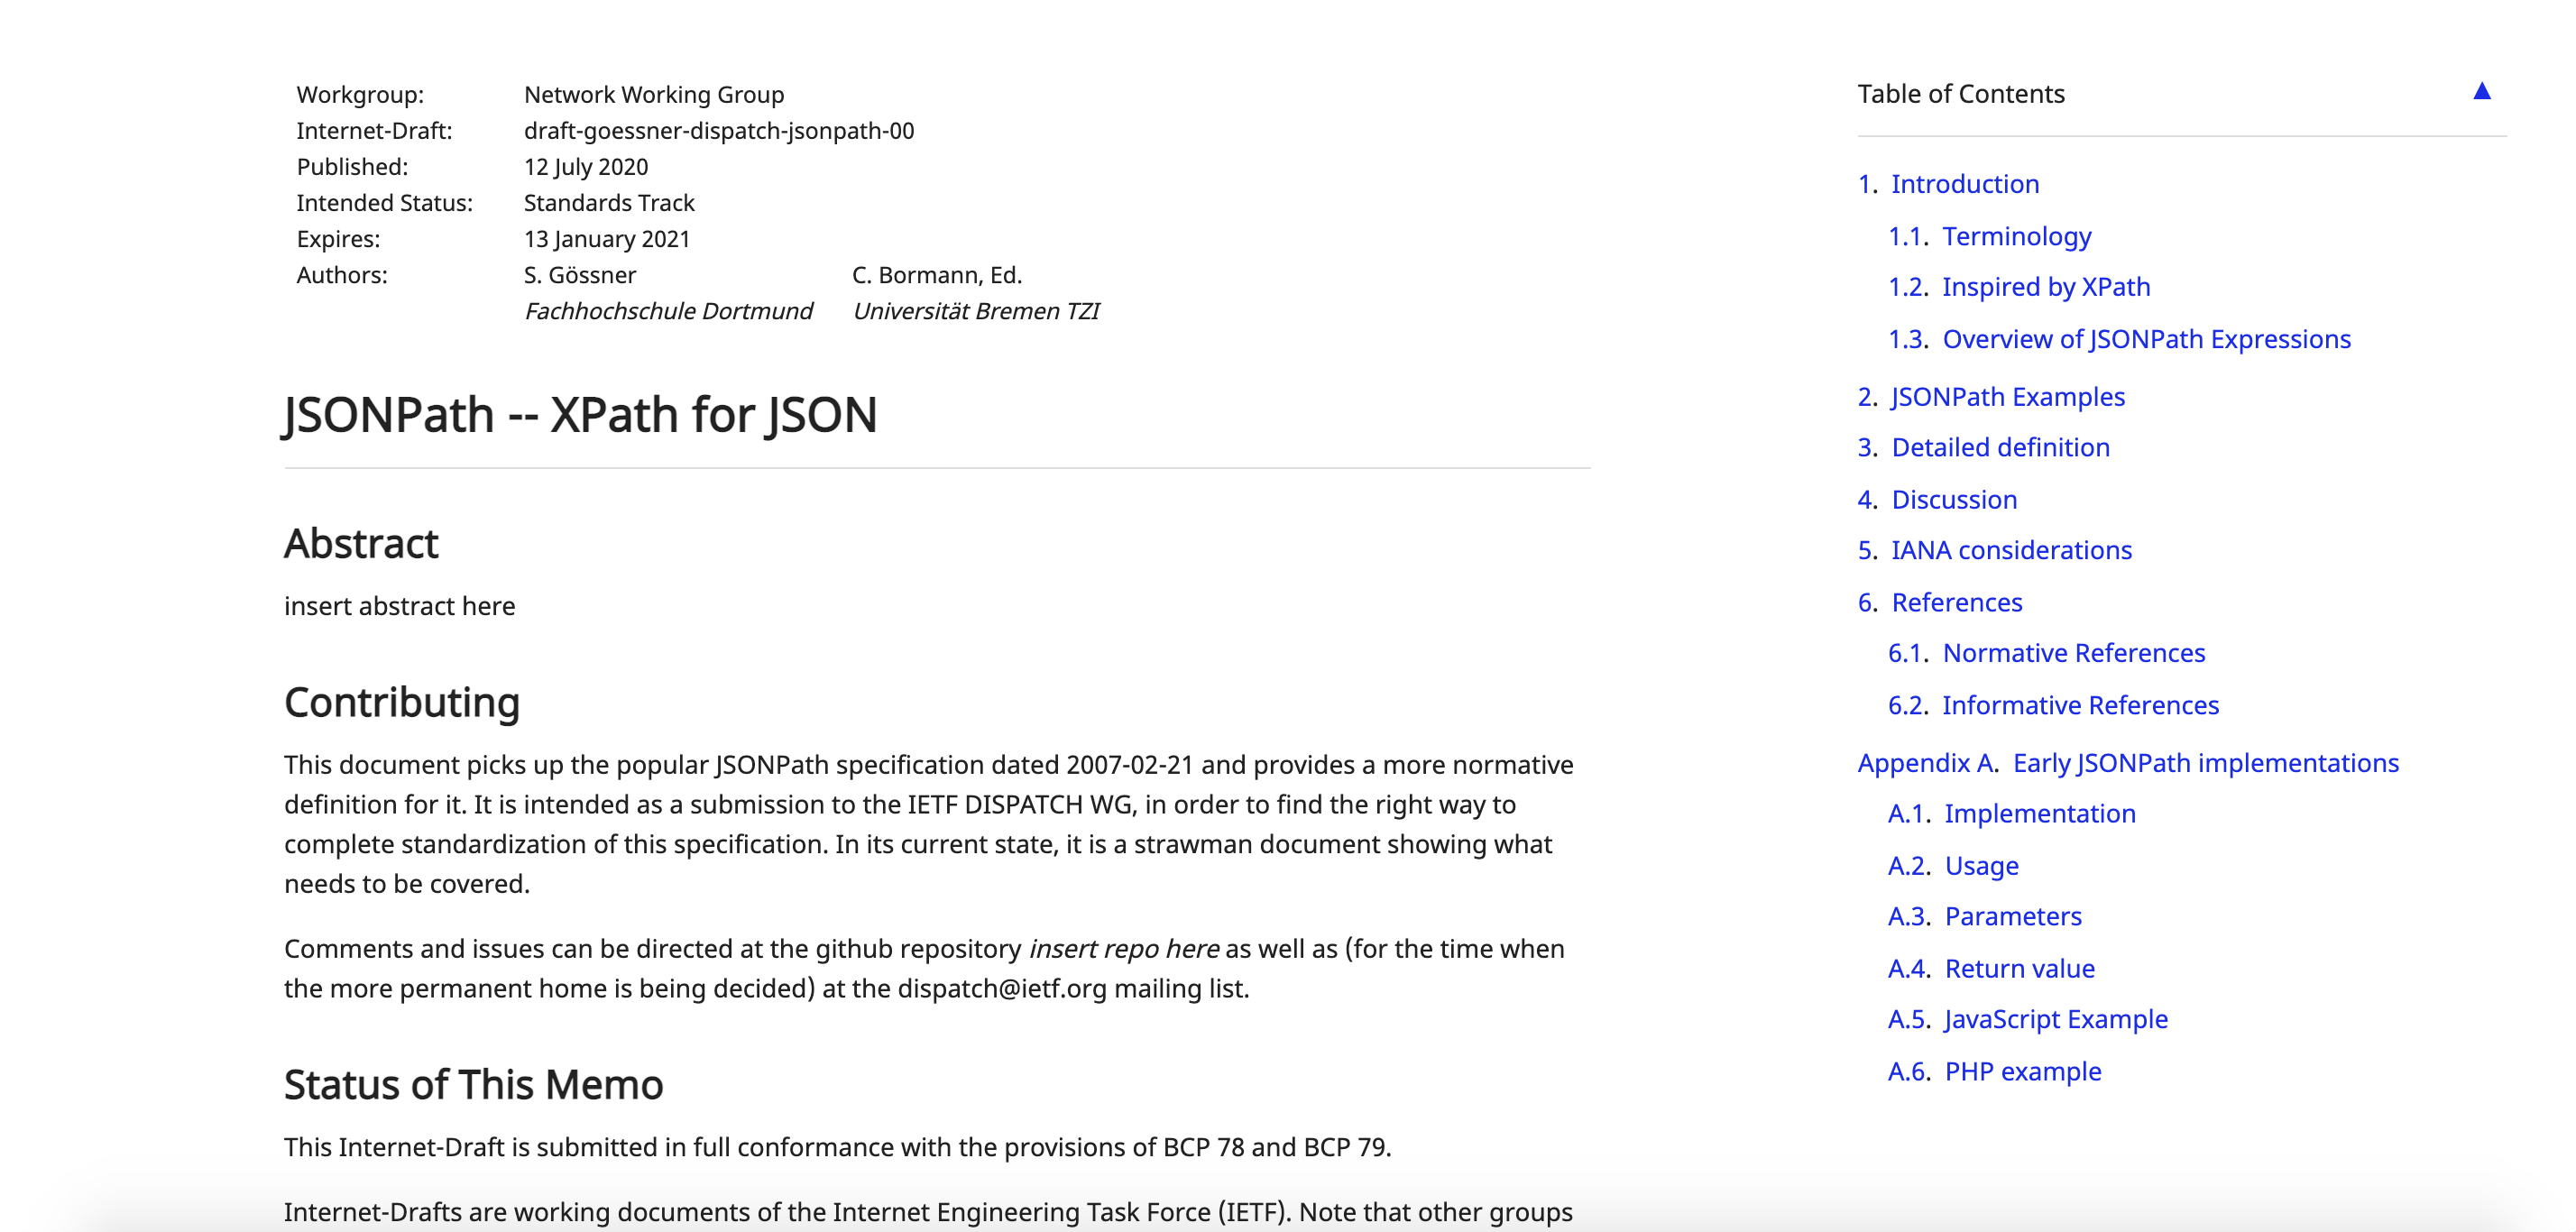 Workgroup: Network Working Group
Internet-Draft: draft-goessner-dispatch-jsonpath-00
Published: 12 July 2020
Intended Status: Standards Track
Expires: 13 January 2021
Authors: S. Gössner C. Bormann, Ed.
Fachhochschule Dortmund Universität Bremen TZI
JSONPath -- XPath for JSON
Abstract
insert abstract here
Contributing
This document picks up the popular JSONPath specification dated 2007-02-21 and provides a more normative
definition for it. It is intended as a submission to the IETF DISPATCH WG, in order to find the right way to
complete standardization of this specification. In its current state, it is a strawman document showing what
needs to be covered.
Comments and issues can be directed at the github repository insert repo here as well as (for the time when
the more permanent home is being decided) at the dispatch@ietf.org mailing list.
Status of This Memo
This Internet-Draft is submitted in full conformance with the provisions of BCP 78 and BCP 79.
Internet-Drafts are working documents of the Internet Engineering Task Force (IETF). Note that other groups
Table of Contents ▲
1. Introduction
1.1. Terminology
1.2. Inspired by XPath
1.3. Overview of JSONPath Expressions
2. JSONPath Examples
3. Detailed definition
4. Discussion
5. IANA considerations
6. References
6.1. Normative References
6.2. Informative References
Appendix A. Early JSONPath implementations
A.1. Implementation
A.2. Usage
A.3. Parameters
A.4. Return value
A.5. JavaScript Example
A.6. PHP example